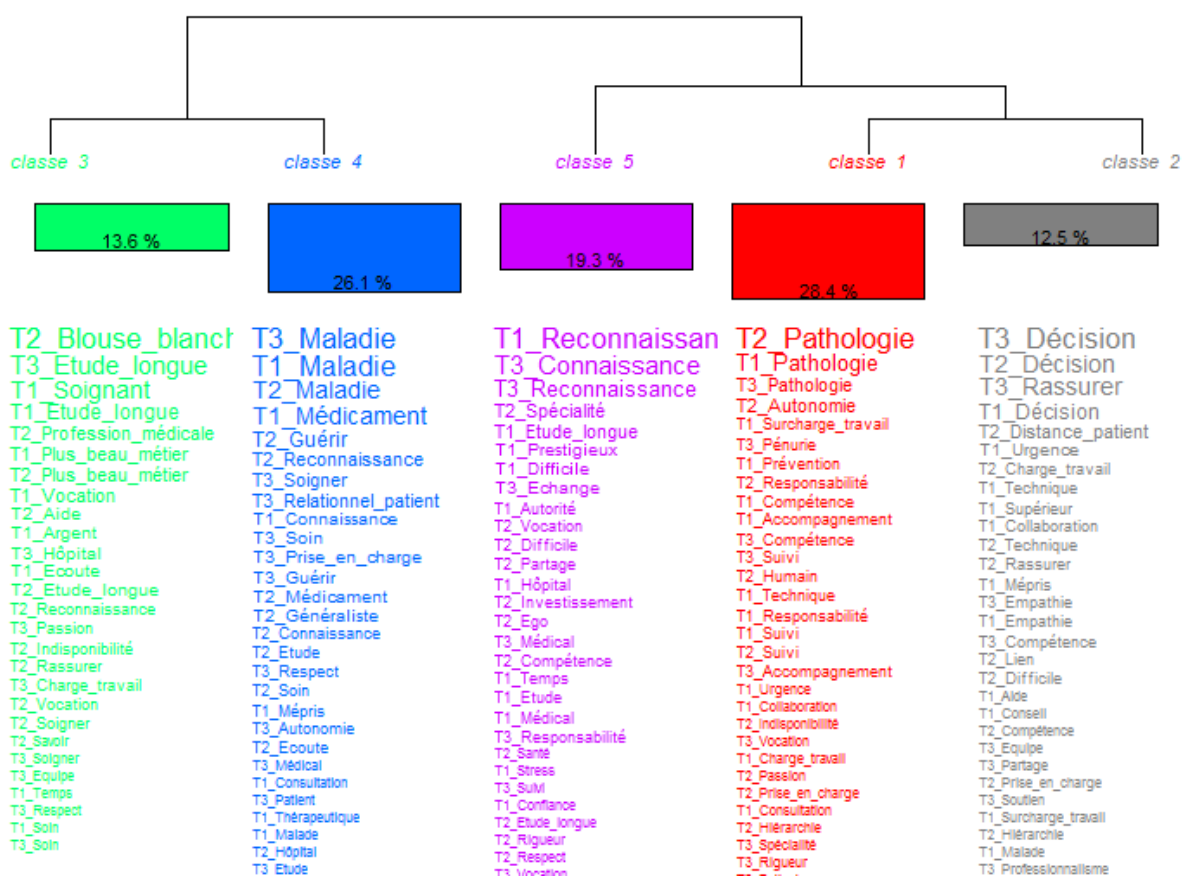 classe 3
classe 4
classe 5
classe 1
classe 2
13.6 %
26.1 %
19.3 %
28.4 %
12.5 %
T2_Blouse_blanch
T3_Etude_longue
T1_Soignant
T1_Etude_longue
T2_Profession_médicale
T1_Plus_beau_métier
T2_Plus_beau_métier
T1_Vocation
T2_Aide
T1_Argent
T3_Hôpital
T1_Ecoute
T2_Etude_longue
T2_Reconnaissance
T3_Passion
T2_Indisponibilité
T2_Rassurer
T3_Charge_travail
T2_Vocation
T2_Soigner
T2_Savoir
T3_Soigner
T3_Equipe
T1_Temps
T3_Respect
T1_Soin
T3_Soin
T3_Maladie
T1_Maladie
T2_Maladie
T1_Médicament
T2_Guérir
T2_Reconnaissance
T3_Soigner
T3_Relationnel_patient
T1_Connaissance
T3_Soin
T3_Prise_en_charge
T3_Guérir
T2_Médicament
T2_Généraliste
T2_Connaissance
T2_Etude
T3_Respect
T2_Soin
T1_Mépris
T3_Autonomie
T2_Ecoute
T3_Médical
T1_Consultation
T3_Patient
T1_Thérapeutique
T1_Malade
T2_Hôpital
T3_Etude
T1_Reconnaissan
T3_Connaissance
T3_Reconnaissance
T2_Spécialité
T1_Etude_longue
T1_Prestigieux
T1_Difficile
T3_Echange
T1_Autorité
T2_Vocation
T2_Difficile
T2_Partage
T1_Hôpital
T2_Investissement
T2_Ego
T3_Médical
T2_Compétence
T1_Temps
T1_Etude
T1_Médical
T3_Responsabilité
T2_Santé
T1_Stress
T3_Suivi
T1_Confiance
T2_Etude_longue
T2_Rigueur
T2_Respect
T3_Vocation
T2_Pathologie
T1_Pathologie
T3_Pathologie
T2_Autonomie
T1_Surcharge_travail
T3_Pénurie
T1_Prévention
T2_Responsabilité
T1_Compétence
T1_Accompagnement
T3_Compétence
T3_Suivi
T2_Humain
T1_Technique
T1_Responsabilité
T1_Suivi
T2_Suivi
T3_Accompagnement
T1_Urgence
T1_Collaboration
T2_Indisponibilité
T3_Vocation
T1_Charge_travail
T2_Passion
T2_Prise_en_charge
T1_Consultation
T2_Hiérarchie
T3_Spécialité
T3_Rigueur
T3_Décision
T2_Décision
T3_Rassurer
T1_Décision
T2_Distance_patient
T1_Urgence
T2_Charge_travail
T1_Technique
T1_Supérieur
T1_Collaboration
T2_Technique
T2_Rassurer
T1_Mépris
T3_Empathie
T1_Empathie
T3_Compétence
T2_Lien
T2_Difficile
T1_Aide
T1_Conseil
T2_Compétence
T3_Equipe
T3_Partage
T2_Prise_en_charge
T3_Soutien
T1_Surcharge_travail
T2_Hiérarchie
T1_Malade
T3_Professionnalisme